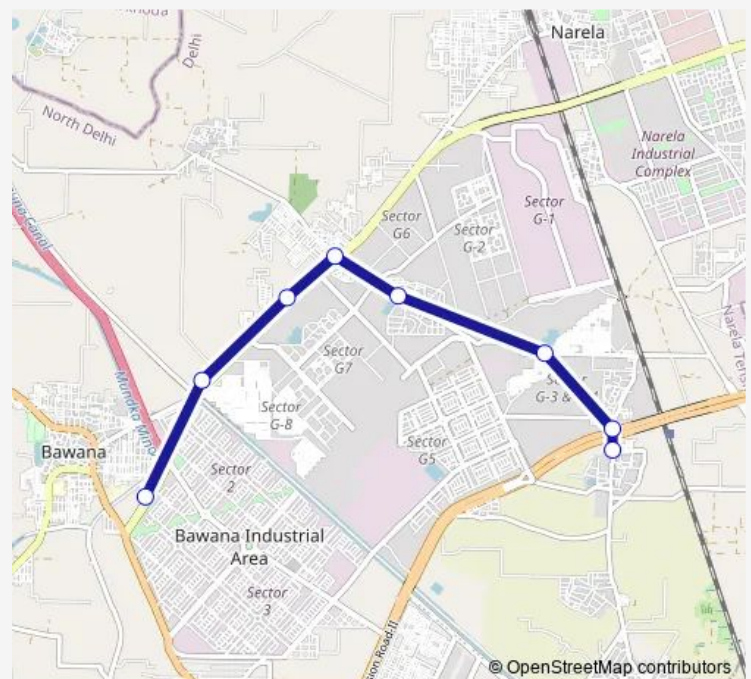 Narela
Delhi
North Delhi
Narela
Industrial
Complex
Sector
G-1
Sector
G6
Sector
G-2
Sector
G7
Sector
G-8
G-3 &
Sector
G5
Bawana
Sector
2
Bawana Industrial
Area
Sector
3
© OpenStreetMap contributors